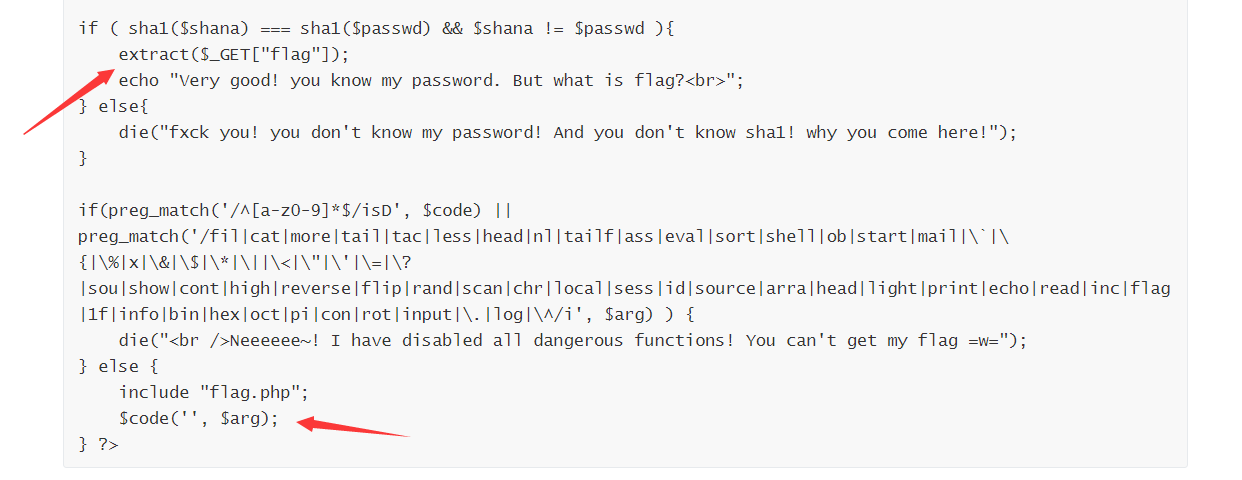 if ( sha1($shana) === sha1($passwd) && $shana != $passwd ){
    extract($_GET["flag"]);
    echo "Very good! you know my password. But what is flag?<br>";
} else{
    die("fxck you! you don't know my password! And you don't know sha1! why you come here!");
}
if(preg_match('/^[a-z0-9]*$/isD', $code) ||
preg_match('/fil|cat|more|tail|tac|less|head|nl|tailf|ass|eval|sort|shell|ob|start|mail|\`|\
{|\%|x|\&|\$|\*|\||\<|\"|\'|\=|\?
|sou|show|cont|high|reverse|flip|rand|scan|chr|local|sess|id|source|arra|head|light|print|echo|read|inc|flag
|1f|info|bin|hex|oct|pi|con|rot|input|\.|log|\^/i', $arg) ) {
    die("<br />Neeeeee~! I have disabled all dangerous functions! You can't get my flag =w=");
} else {
    include "flag.php";
    $code('', $arg);
} ?>